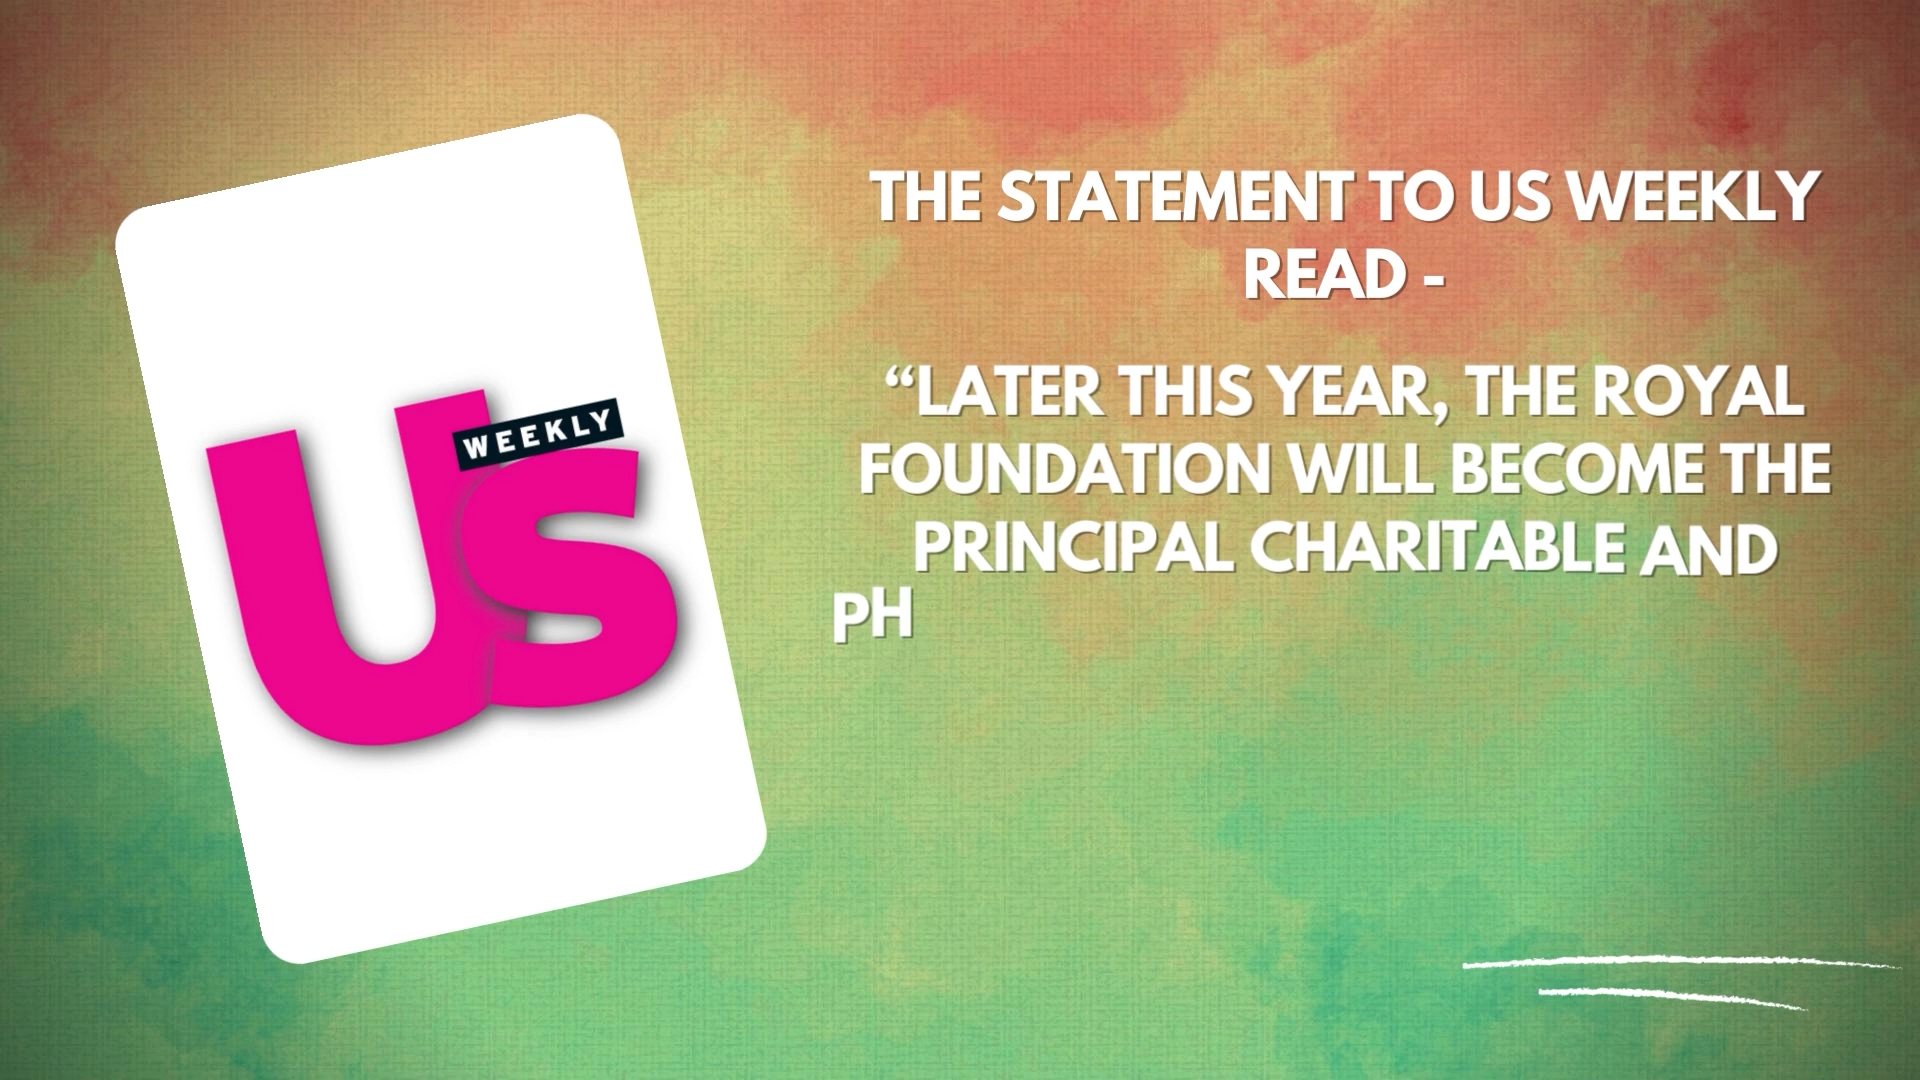 WEEKLY
Us
THE STATEMENT TO US WEEKLY
READ -
“LATER THIS YEAR, THE ROYAL
FOUNDATION WILL BECOME THE
PRINCIPAL CHARITABLE AND
PH